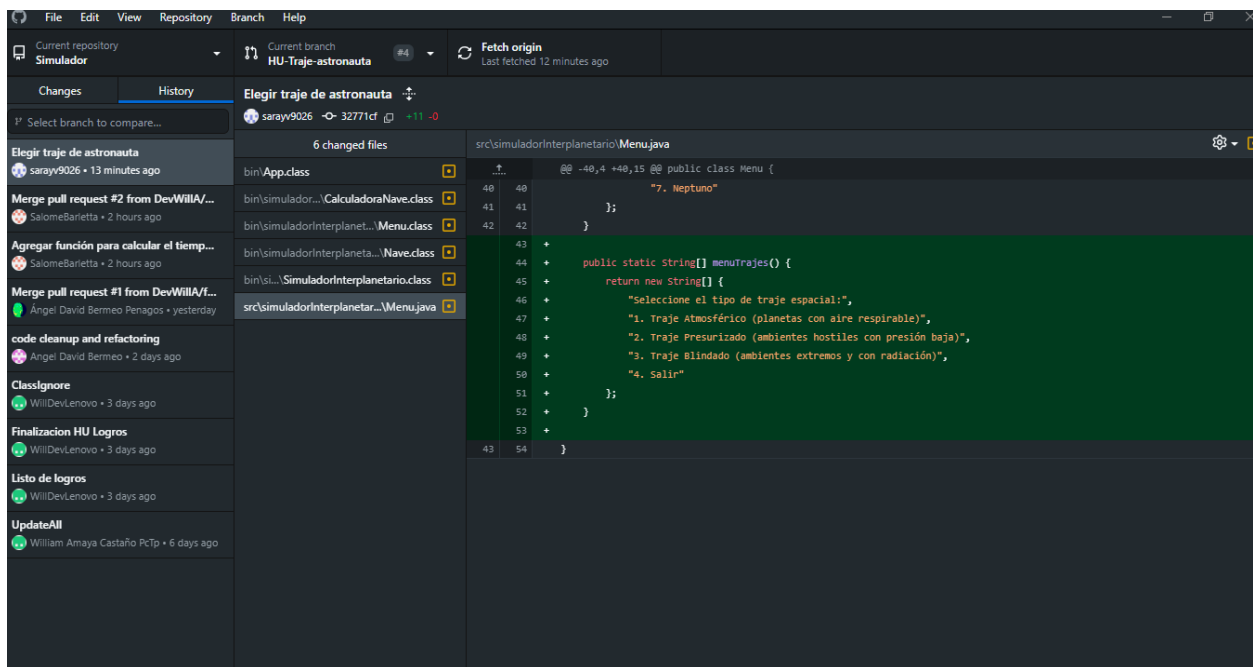 File Edit View Repository Branch Help
Current repository
Simulador
Current branch
HU-Traje-astronauta
#4
Fetch origin
Last fetched 12 minutes ago
Changes History
Select branch to compare...
Elegir traje de astronauta
sarayv9026 • 13 minutes ago
Merge pull request #2 from DevWillA/...
SalomeBarletta • 2 hours ago
Agregar función para calcular el tiemp...
SalomeBarletta • 2 hours ago
Merge pull request #1 from DevWillA/f...
Ángel David Bermeo Penagos • yesterday
code cleanup and refactoring
Angel David Bermeo • 2 days ago
ClassIgnore
WillDevLenovo • 3 days ago
Finalizacion HU Logros
WillDevLenovo • 3 days ago
Listo de logros
WillDevLenovo • 3 days ago
UpdateAll
William Amaya Castaño PcTp • 6 days ago
Elegir traje de astronauta
sarayv9026 32771cf +11 -0
6 changed files
bin\App.class
bin\simulador...\CalculadoraNave.class
bin\simuladorInterplanet...\Menu.class
bin\simuladorInterplaneta...\Nave.class
bin\si...\SimuladorInterplanetario.class
src\simuladorInterplanetar...\Menu.java
src\simuladorInterplanetario\Menu.java
@@ -40,4 +40,15 @@ public class Menu {
40 40 "7. Neptuno"
41 41 };
42 42 }
43 +
44 + public static String[] menuTrajes() {
45 + return new String[] {
46 + "Seleccione el tipo de traje espacial:",
47 + "1. Traje Atmosférico (planetas con aire respirable)",
48 + "2. Traje Presurizado (ambientes hostiles con presión baja)",
49 + "3. Traje Blindado (ambientes extremos y con radiación)",
50 + "4. Salir"
51 + };
52 + }
53 +
43 54 }